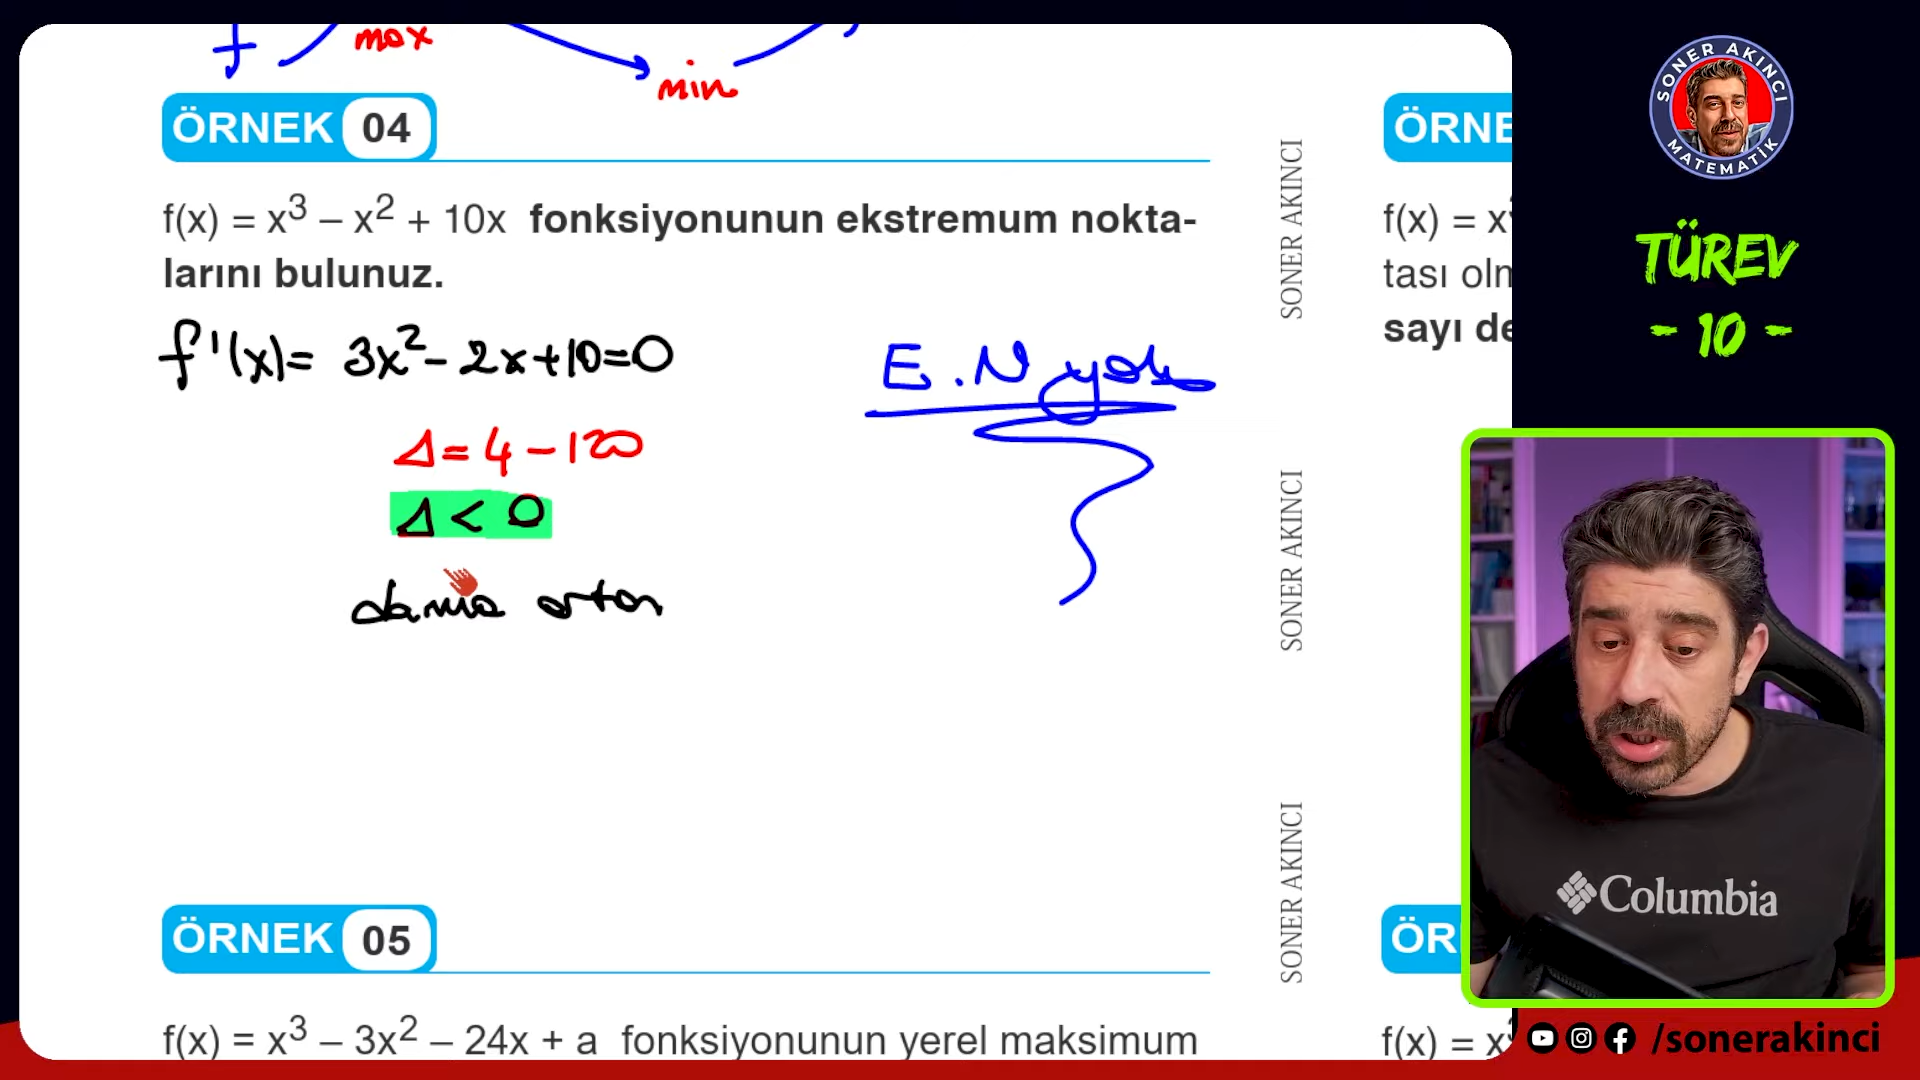 f
max
min
ÖRNEK 04
f(x) = x³ – x² + 10x fonksiyonunun ekstremum nokta-
larını bulunuz.
f'(x) = 3x² - 2x + 10 = 0
E.N yok
Δ = 4 - 120
Δ < 0
daima artan
ÖRNEK 05
f(x) = x³ – 3x² – 24x + a fonksiyonunun yerel maksimum
SONER AKINCI
SONER AKINCI
SONER AKINCI
ÖRNE
f(x) = x
tası olm
sayı de
ÖR
f(x) = x
SONER AKINCI
MATEMATİK
TÜREV
- 10 -
Columbia
/sonerakinci